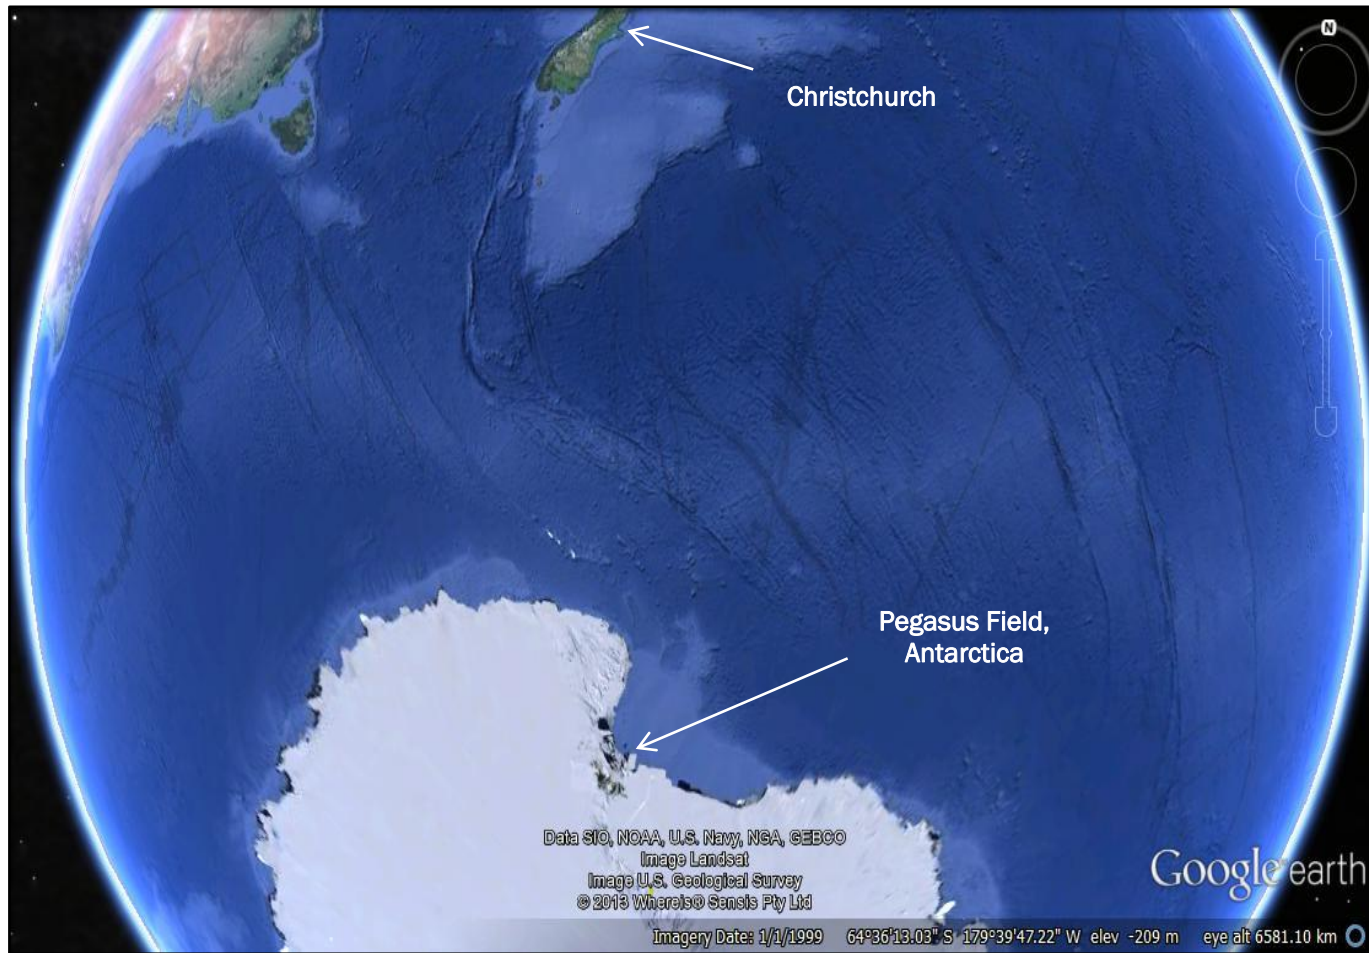 N
Christchurch
Pegasus Field,
Antarctica
Data SIO, NOAA, U.S. Navy, NGA, GEBCO
Image Landsat
Image U.S. Geological Survey
© 2013 Whereis® Sensis Pty Ltd
Google earth
Imagery Date: 1/1/1999 64°36'13.03" S 179°39'47.22" W elev -209 m eye alt 6581.10 km